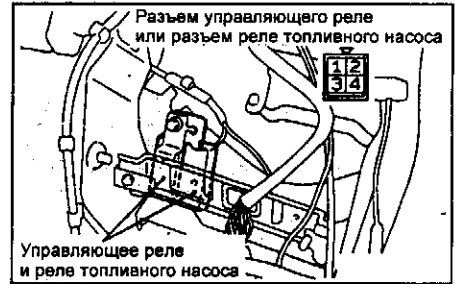 Разъем управляющего реле
или разъем реле топливного насоса
1 2
3 4
Управляющее реле
и реле топливного насоса